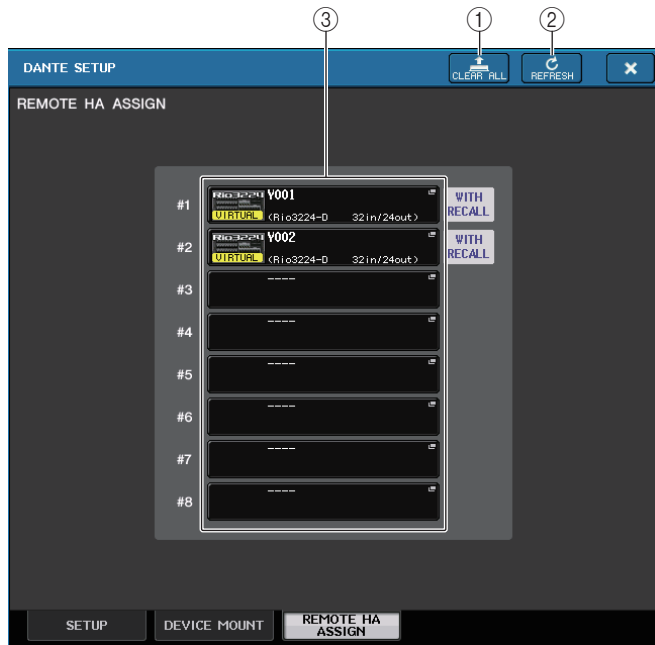 ③ ① ②
DANTE SETUP CLEAR ALL REFRESH ×
REMOTE HA ASSIGN
#1 Rio3224 VIRTUAL Y001 (Rio3224-D 32in/24out) WITH RECALL
#2 Rio3224 VIRTUAL Y002 (Rio3224-D 32in/24out) WITH RECALL
#3 ----
#4 ----
#5 ----
#6 ----
#7 ----
#8 ----
SETUP DEVICE MOUNT REMOTE HA ASSIGN